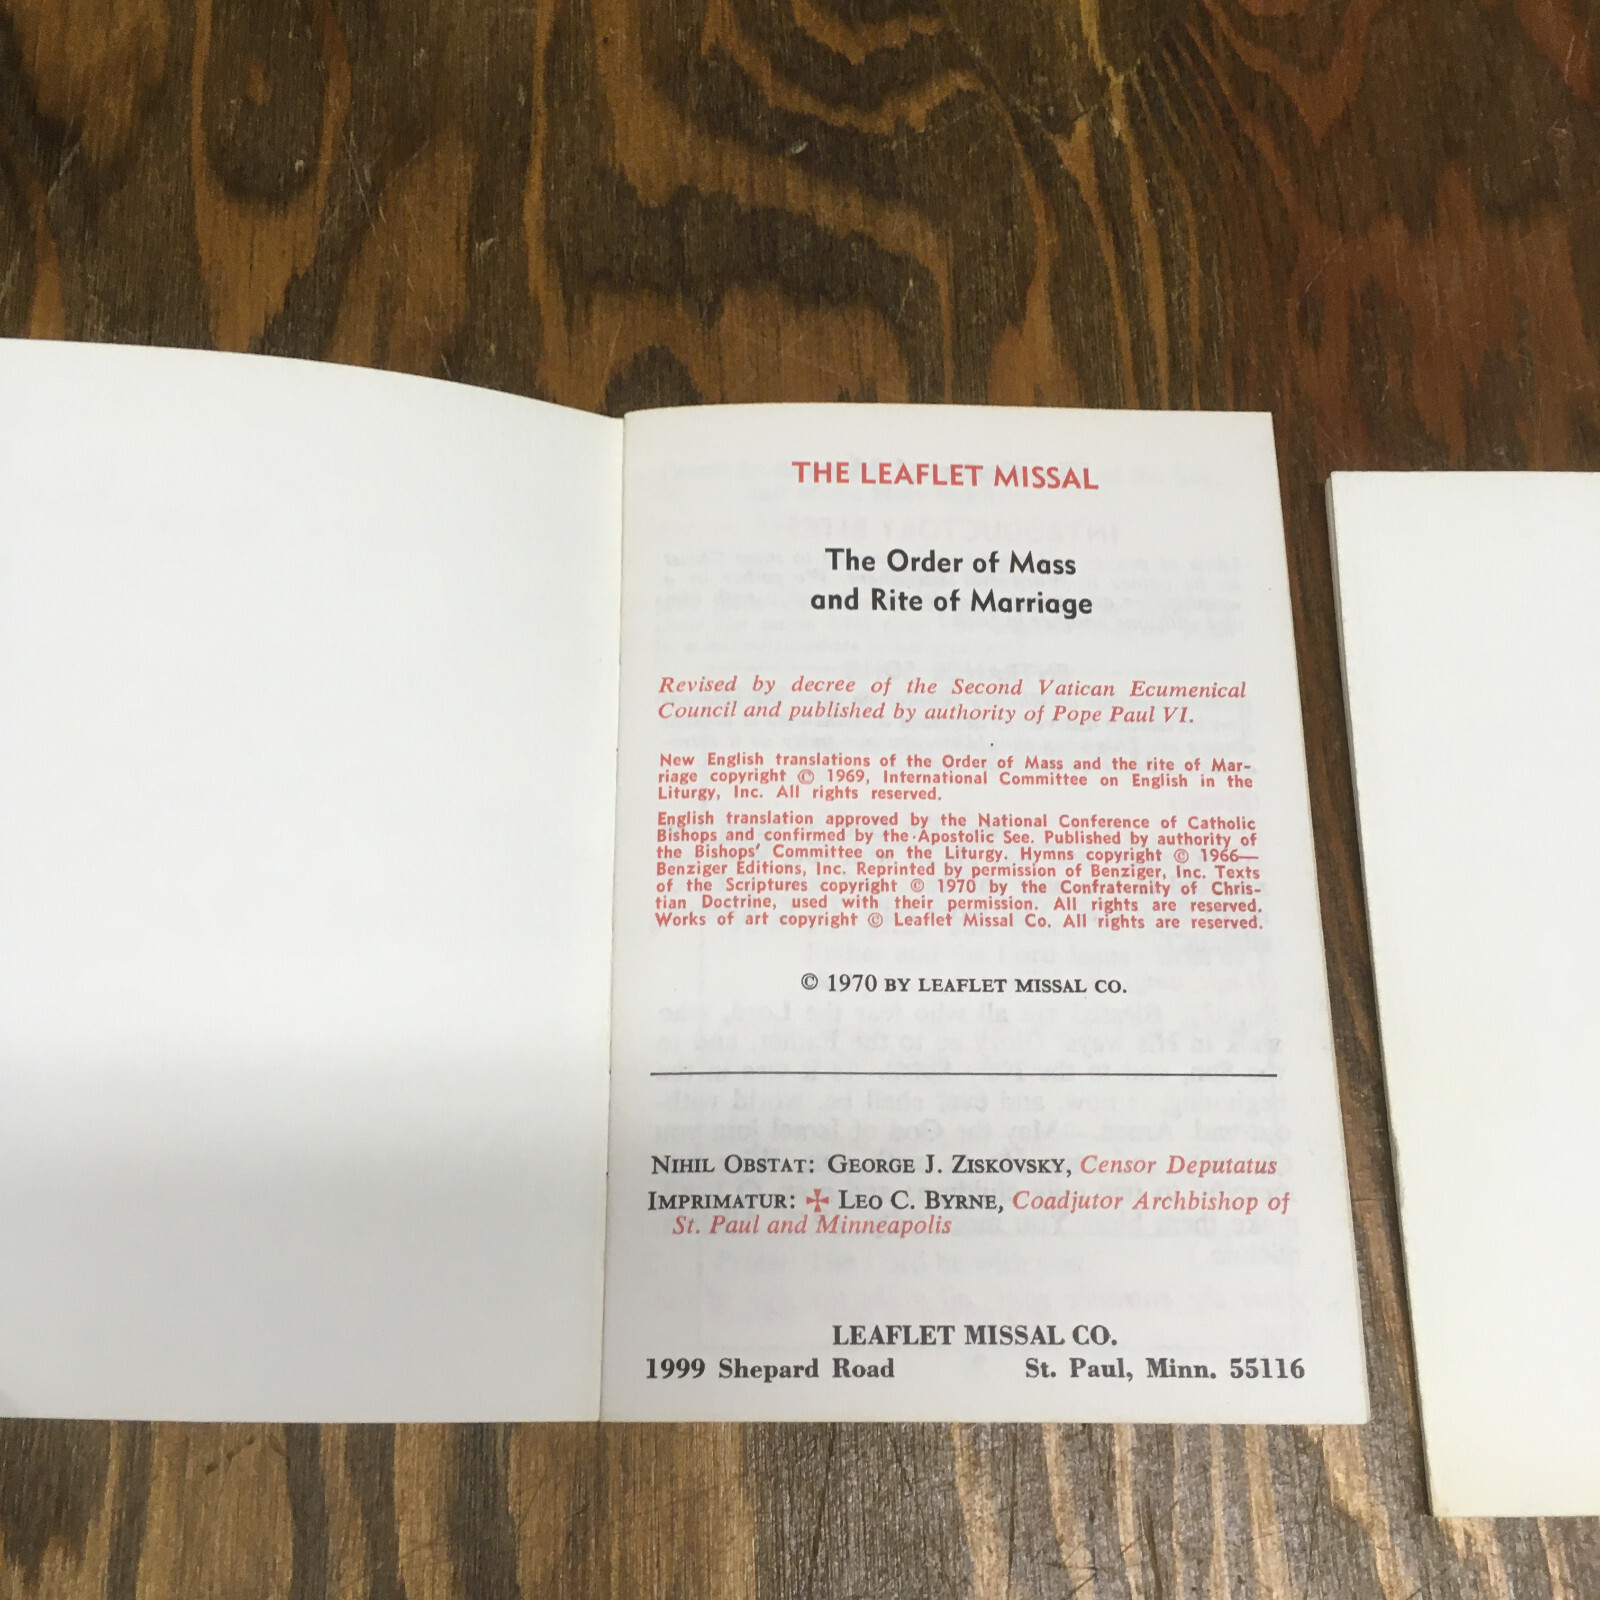 THE LEAFLET MISSAL
The Order of Mass
and Rite of Marriage
Revised by decree of the Second Vatican Ecumenical
Council and published by authority of Pope Paul VI.
New English translations of the Order of Mass and the rite of Mar-
riage copyright © 1969, International Committee on English in the
Liturgy, Inc. All rights reserved.
English translation approved by the National Conference of Catholic
Bishops and confirmed by the Apostolic See. Published by authority of
the Bishops' Committee on the Liturgy. Hymns copyright © 1966—
Benziger Editions, Inc. Reprinted by permission of Benziger, Inc. Texts
of the Scriptures copyright © 1970 by the Confraternity of Chris-
tian Doctrine, used with their permission. All rights are reserved.
Works of art copyright © Leaflet Missal Co. All rights are reserved.
© 1970 BY LEAFLET MISSAL CO.
NIHIL OBSTAT: GEORGE J. ZISKOVSKY, Censor Deputatus
IMPRIMATUR: ✠ LEO C. BYRNE, Coadjutor Archbishop of
St. Paul and Minneapolis
LEAFLET MISSAL CO.
1999 Shepard Road St. Paul, Minn. 55116